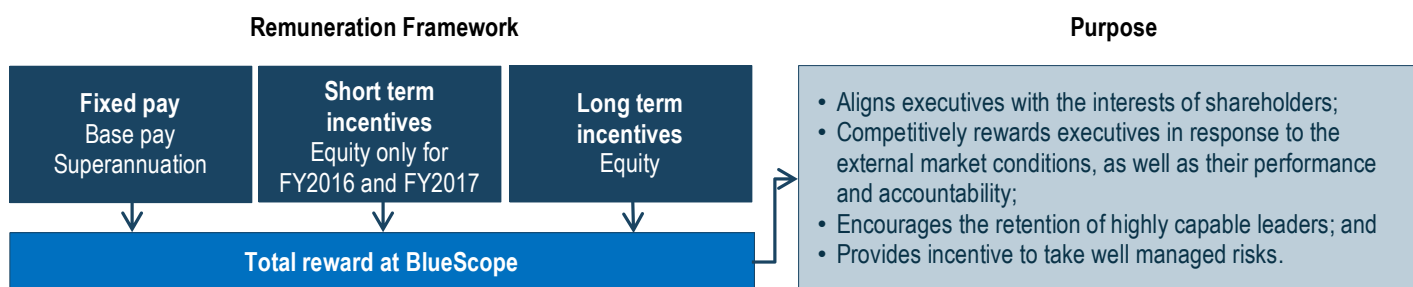 Remuneration Framework
Purpose
Fixed pay
Base pay
Superannuation
Short term
incentives
Equity only for
FY2016 and FY2017
Long term
incentives
Equity
Total reward at BlueScope
• Aligns executives with the interests of shareholders;
• Competitively rewards executives in response to the
external market conditions, as well as their performance
and accountability;
• Encourages the retention of highly capable leaders; and
• Provides incentive to take well managed risks.